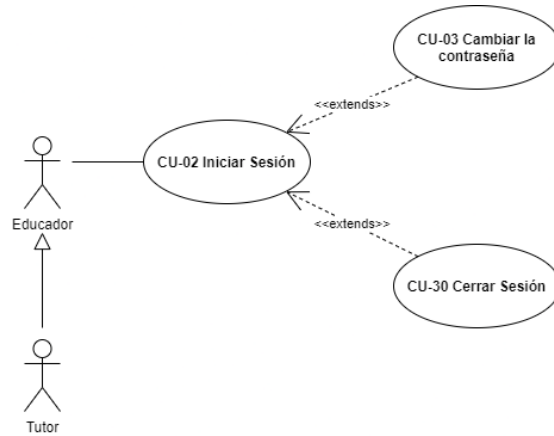 CU-03 Cambiar la
contraseña
<<extends>>
CU-02 Iniciar Sesión
Educador
<<extends>>
CU-30 Cerrar Sesión
Tutor